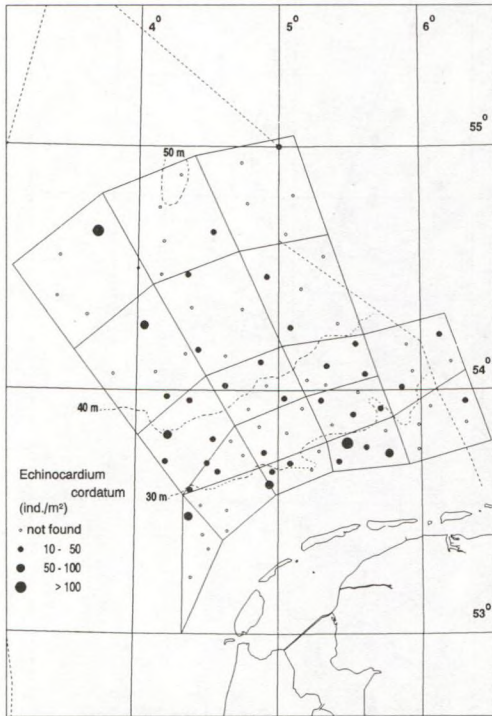 4°
5°
6°
55°
50 m
54°
40 m
30 m
Echinocardium
cordatum
(ind./m²)
not found
10 - 50
50 - 100
> 100
53°